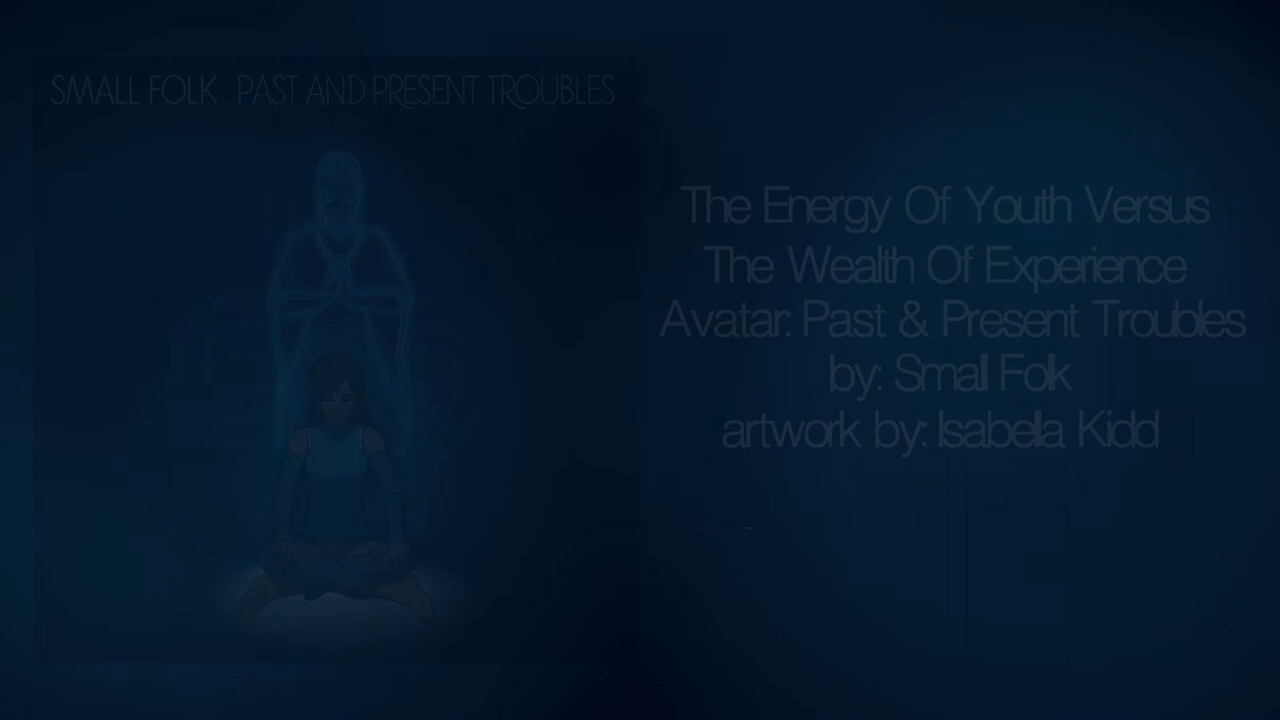 SMALL FOLK PAST AND PRESENT TROUBLES
The Energy Of Youth Versus
The Wealth Of Experience
Avatar: Past & Present Troubles
by: Small Folk
artwork by: Isabella Kidd